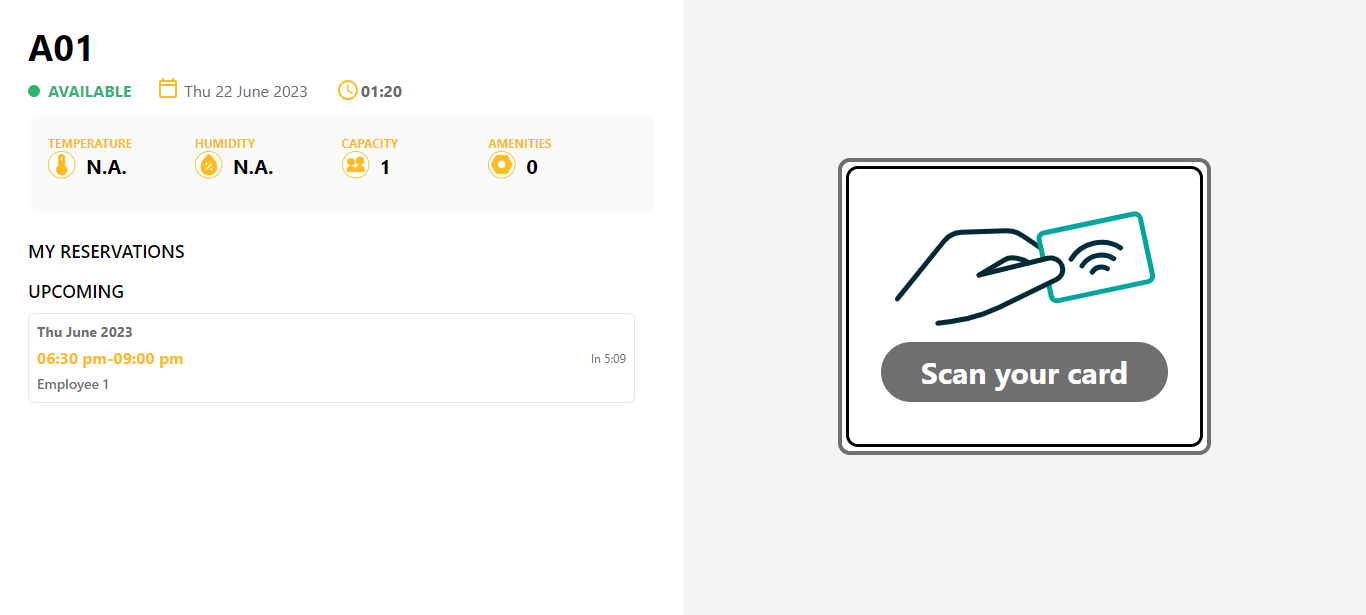 A01
AVAILABLE Thu 22 June 2023 01:20
TEMPERATURE HUMIDITY CAPACITY AMENITIES
N.A. N.A. 1 0
MY RESERVATIONS
UPCOMING
Thu June 2023
06:30 pm-09:00 pm In 5:09
Employee 1
Scan your card